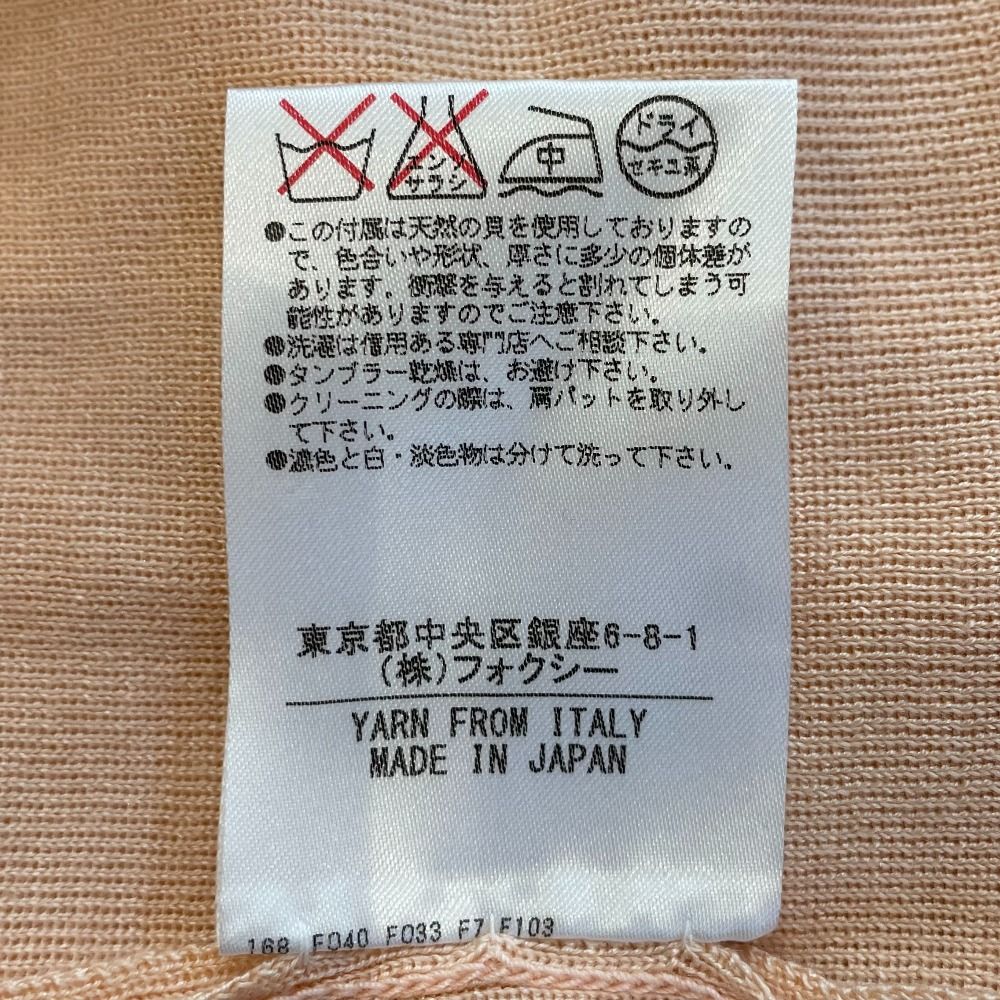 エンソ サラシ
中
ドライ
セキユ系
●この付属は天然の貝を使用しておりますの
で、色合いや形状、厚さに多少の個体差が
あります。衝撃を与えると割れてしまう可
能性がありますのでご注意下さい。
●洗濯は信用ある専門店へご相談下さい。
●タンブラー乾燥は、お避け下さい。
●クリーニングの際は、肩パットを取り外し
て下さい。
●濃色と白・淡色物は分けて洗って下さい。
東京都中央区銀座6-8-1
(株)フォクシー
YARN FROM ITALY
MADE IN JAPAN
168 F040 F033 F7 F103